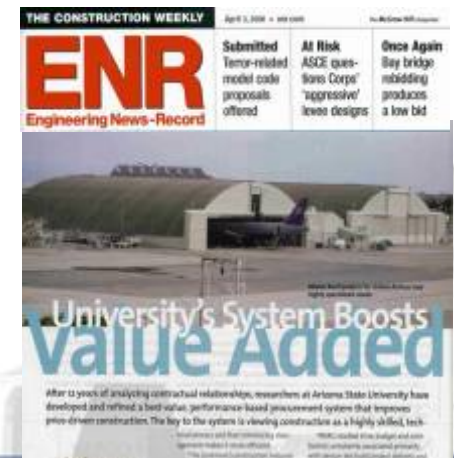 THE CONSTRUCTION WEEKLY
ENR
Engineering News-Record
Submitted
Terror-related
model code
proposals
offered
At Risk
ASCE ques-
tions Corps'
'aggressive'
levee designs
Once Again
Bay bridge
rebidding
produces
a low bid
University's System Boosts
Value Added
After 12 years of analyzing contractual relationships, researchers at Arizona State University have
developed and refined a best-value, performance-based procurement system that improves
price-driven construction. The key to the system is viewing construction as a highly skilled, tech-